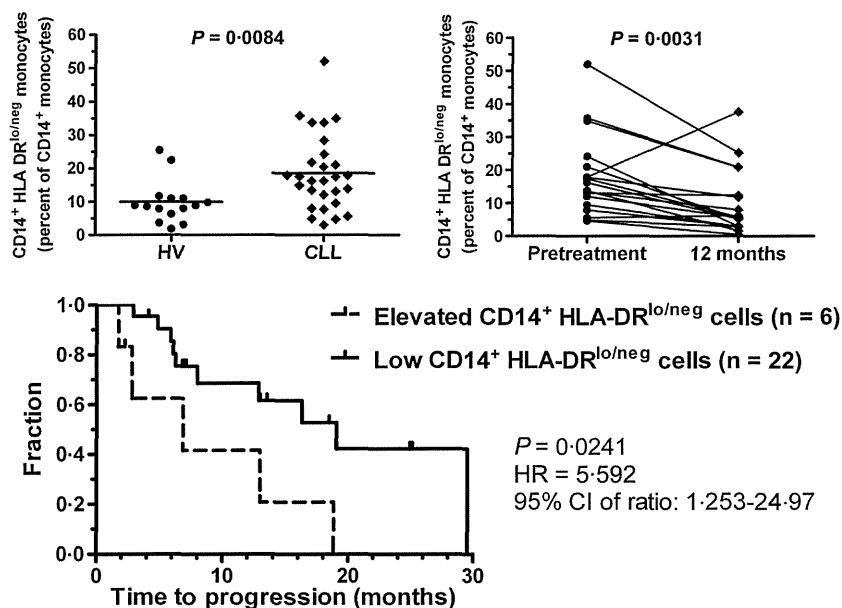 CD14⁺ HLA DRlo/neg monocytes
(percent of CD14⁺ monocytes)
P = 0·0084
60
50
40
30
20
10
0
HV
CLL
CD14⁺ HLA DRlo/neg monocytes
(percent of CD14⁺ monocytes)
P = 0·0031
60
50
40
30
20
10
0
Pretreatment
12 months
Fraction
1·0
0·8
0·6
0·4
0·2
0·0
0
10
20
30
Time to progression (months)
Elevated CD14⁺ HLA-DRlo/neg cells (n = 6)
Low CD14⁺ HLA-DRlo/neg cells (n = 22)
P = 0·0241
HR = 5·592
95% CI of ratio: 1·253-24·97